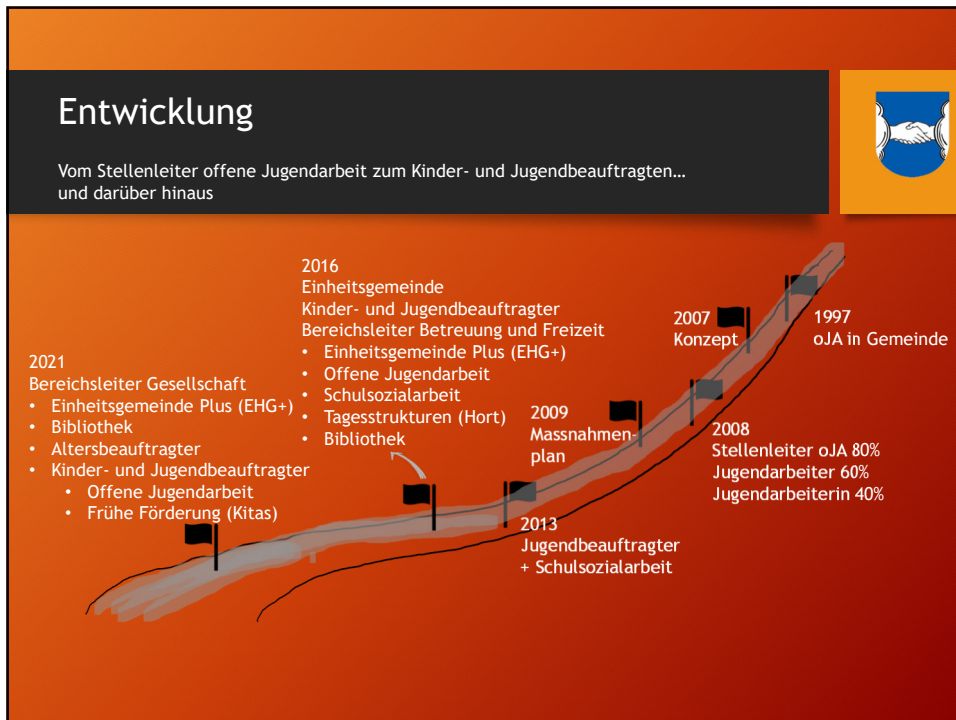 Entwicklung
Vom Stellenleiter offene Jugendarbeit zum Kinder- und Jugendbeauftragten…
und darüber hinaus
2021
Bereichsleiter Gesellschaft
• Einheitsgemeinde Plus (EHG+)
• Bibliothek
• Altersbeauftragter
• Kinder- und Jugendbeauftragter
• Offene Jugendarbeit
• Frühe Förderung (Kitas)
2016
Einheitsgemeinde
Kinder- und Jugendbeauftragter
Bereichsleiter Betreuung und Freizeit
• Einheitsgemeinde Plus (EHG+)
• Offene Jugendarbeit
• Schulsozialarbeit
• Tagesstrukturen (Hort)
• Bibliothek
2013
Jugendbeauftragter
+ Schulsozialarbeit
2009
Massnahmen-
plan
2008
Stellenleiter oJA 80%
Jugendarbeiter 60%
Jugendarbeiterin 40%
2007
Konzept
1997
oJA in Gemeinde